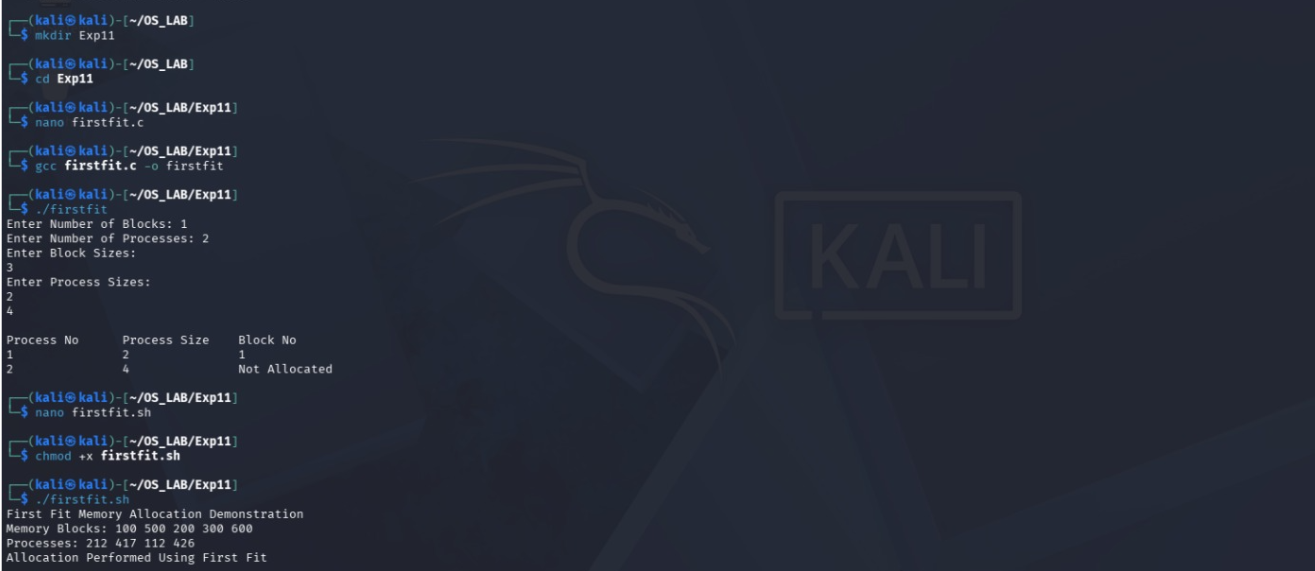 ┌──(kali㉿kali)-[~/OS_LAB]
└─$ mkdir Exp11
┌──(kali㉿kali)-[~/OS_LAB]
└─$ cd Exp11
┌──(kali㉿kali)-[~/OS_LAB/Exp11]
└─$ nano firstfit.c
┌──(kali㉿kali)-[~/OS_LAB/Exp11]
└─$ gcc firstfit.c -o firstfit
┌──(kali㉿kali)-[~/OS_LAB/Exp11]
└─$ ./firstfit
Enter Number of Blocks: 1
Enter Number of Processes: 2
Enter Block Sizes:
3
Enter Process Sizes:
2
4
Process No Process Size Block No
1 2 1
2 4 Not Allocated
┌──(kali㉿kali)-[~/OS_LAB/Exp11]
└─$ nano firstfit.sh
┌──(kali㉿kali)-[~/OS_LAB/Exp11]
└─$ chmod +x firstfit.sh
┌──(kali㉿kali)-[~/OS_LAB/Exp11]
└─$ ./firstfit.sh
First Fit Memory Allocation Demonstration
Memory Blocks: 100 500 200 300 600
Processes: 212 417 112 426
Allocation Performed Using First Fit
KALI